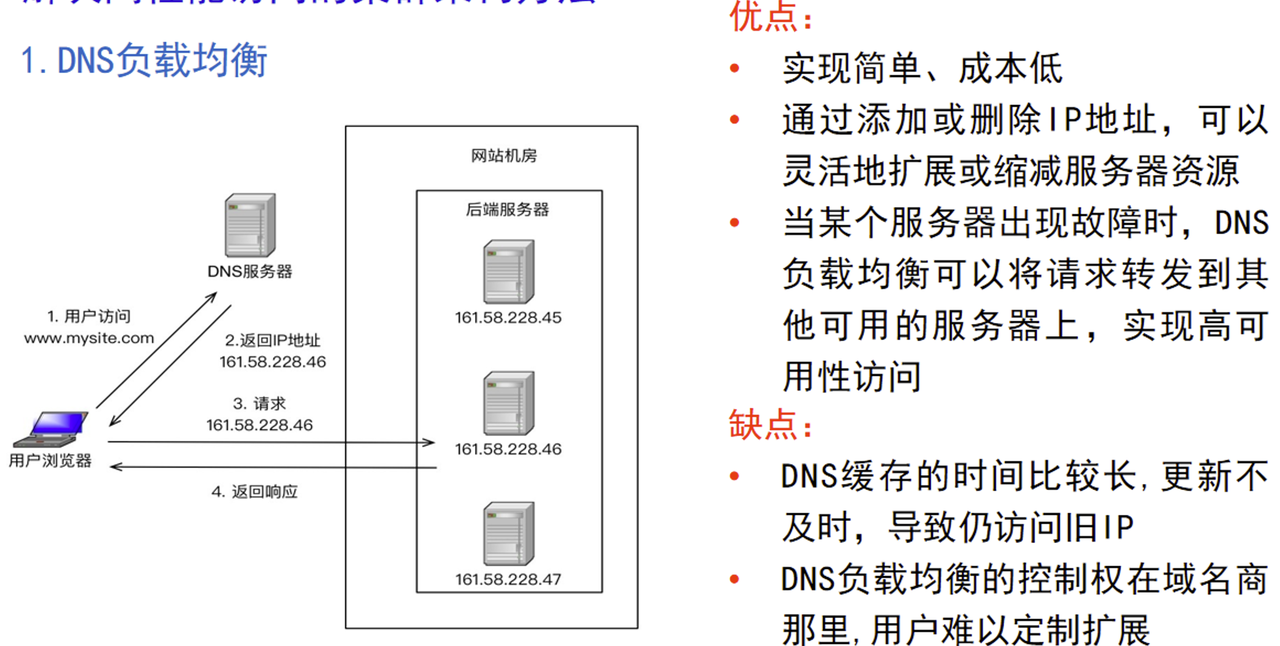 1.DNS负载均衡
网站机房
后端服务器
DNS服务器
161.58.228.45
1. 用户访问
www.mysite.com
2.返回IP地址
161.58.228.46
3. 请求
161.58.228.46
161.58.228.46
用户浏览器
4. 返回响应
161.58.228.47
优点：
• 实现简单、成本低
• 通过添加或删除IP地址，可以
灵活地扩展或缩减服务器资源
• 当某个服务器出现故障时，DNS
负载均衡可以将请求转发到其
他可用的服务器上，实现高可
用性访问
缺点：
• DNS缓存的时间比较长,更新不
及时，导致仍访问旧IP
• DNS负载均衡的控制权在域名商
那里,用户难以定制扩展